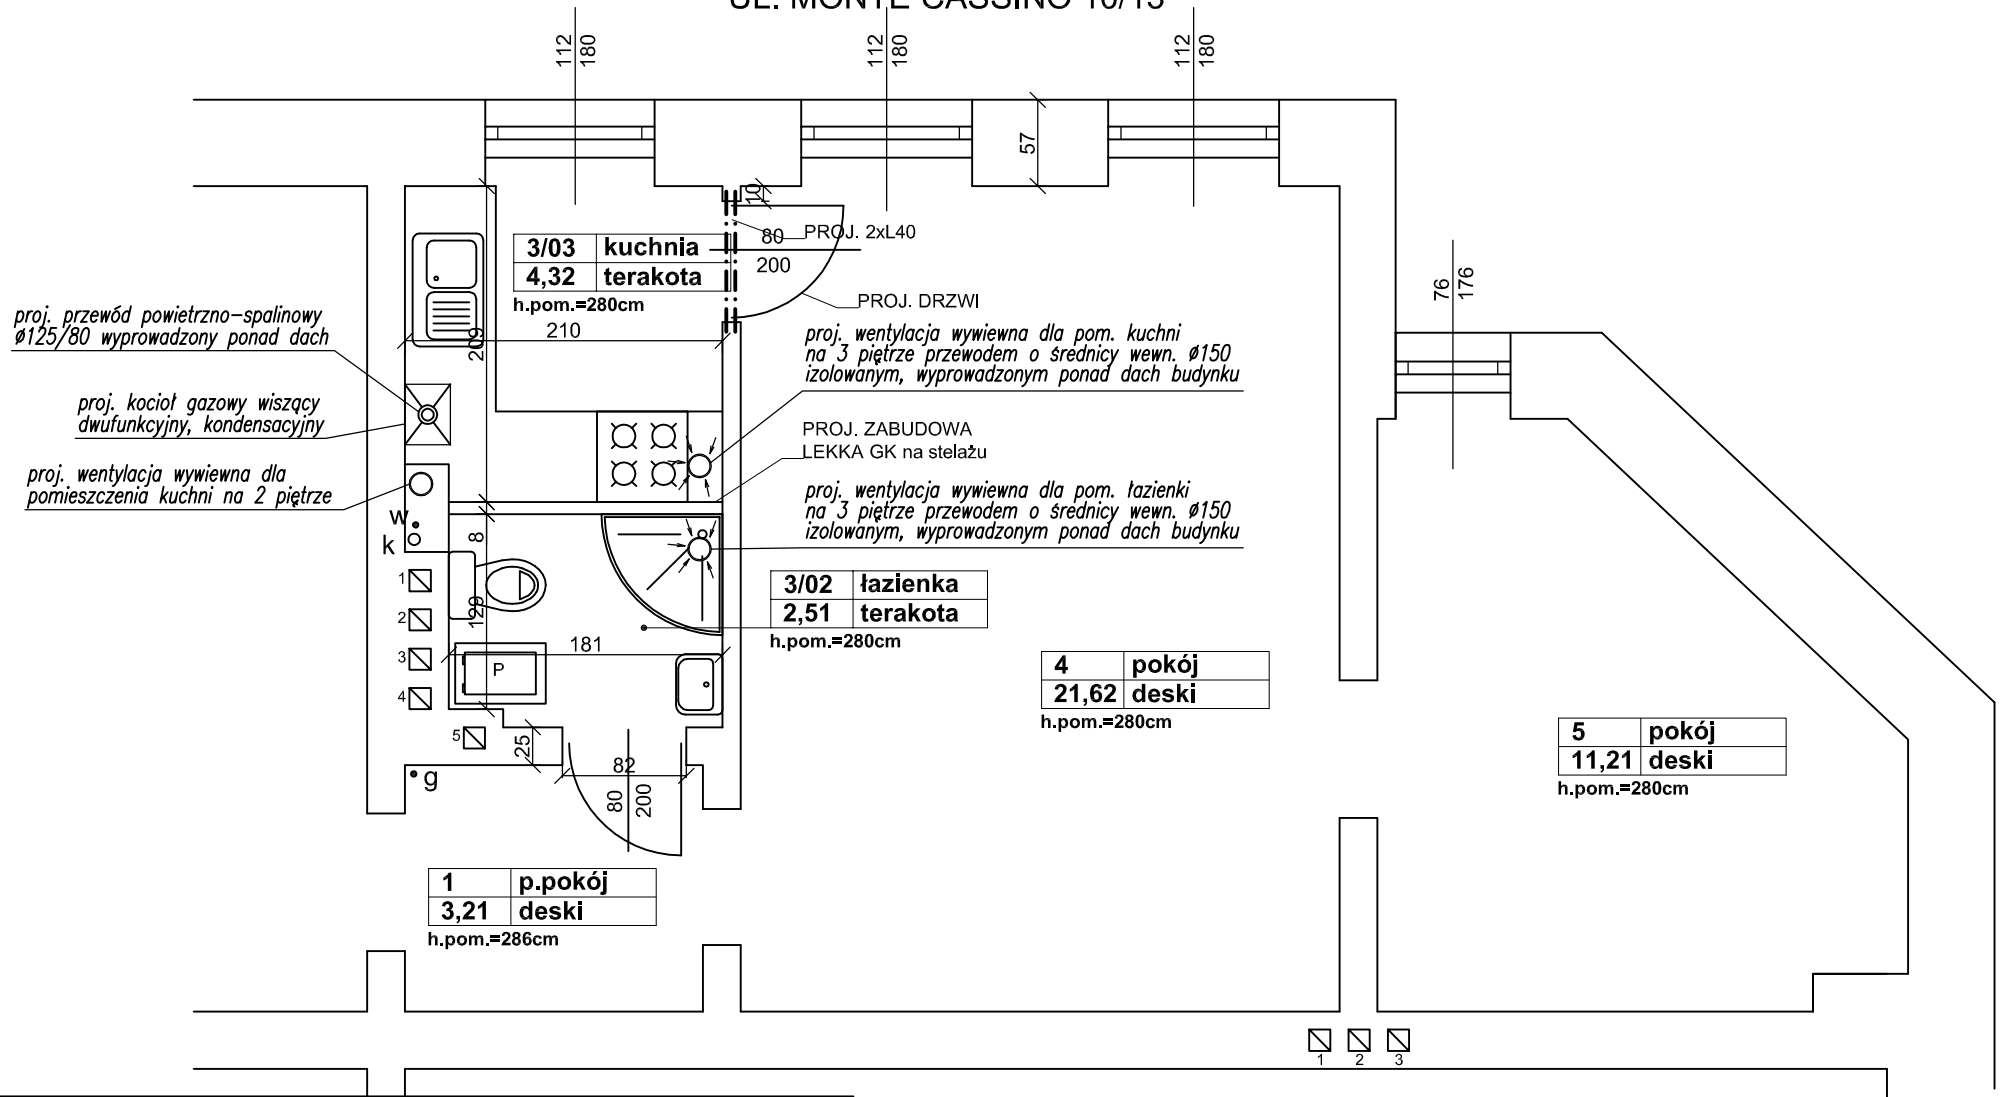 UL. MONTE CASSINO 10/13
112
180
112
180
112
180
57
10
80
200
PROJ. 2xL40
PROJ. DRZWI
3/03 kuchnia
4,32 terakota
h.pom.=280cm
210
209
76
176
proj. przewód powietrzno-spalinowy
ø125/80 wyprowadzony ponad dach
proj. kocioł gazowy wiszący
dwufunkcyjny, kondensacyjny
proj. wentylacja wywiewna dla
pomieszczenia kuchni na 2 piętrze
proj. wentylacja wywiewna dla pom. kuchni
na 3 piętrze przewodem o średnicy wewn. ø150
izolowanym, wyprowadzonym ponad dach budynku
PROJ. ZABUDOWA
LEKKA GK na stelażu
proj. wentylacja wywiewna dla pom. łazienki
na 3 piętrze przewodem o średnicy wewn. ø150
izolowanym, wyprowadzonym ponad dach budynku
w
k
8
129
1
2
3
4
5
P
181
3/02 łazienka
2,51 terakota
h.pom.=280cm
4 pokój
21,62 deski
h.pom.=280cm
5 pokój
11,21 deski
h.pom.=280cm
25
82
80
200
g
1 p.pokój
3,21 deski
h.pom.=286cm
1
2
3